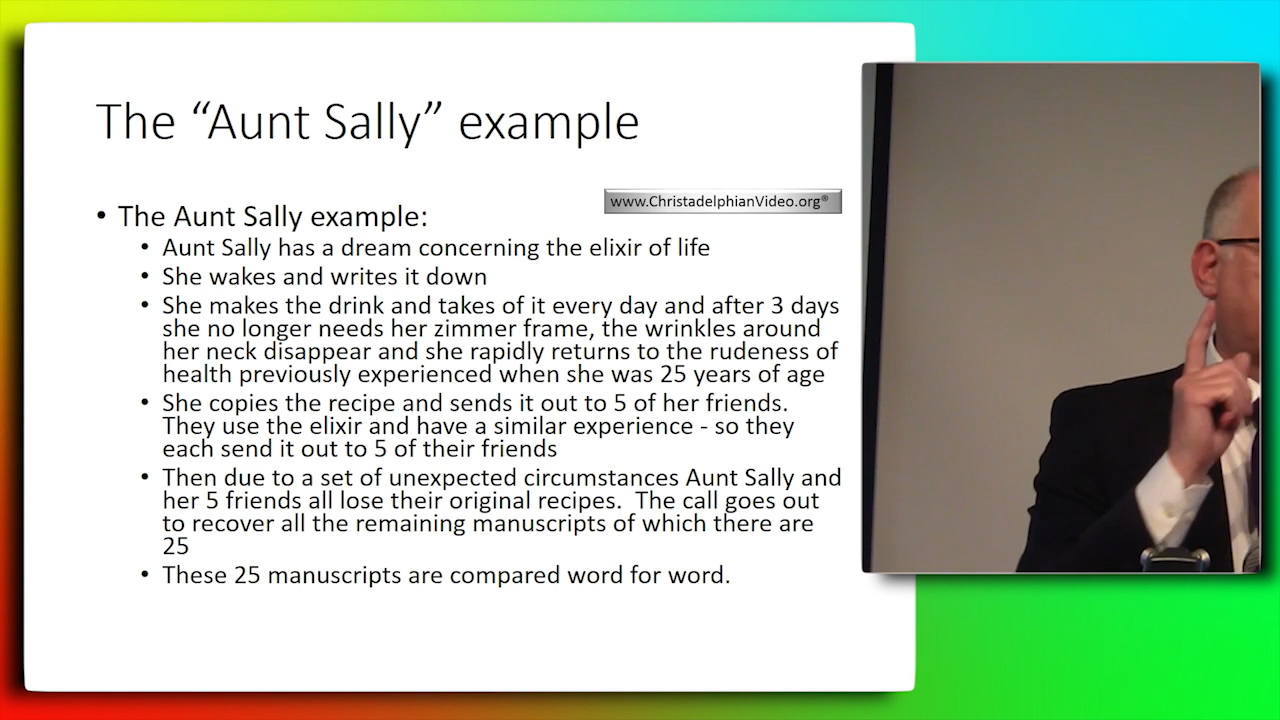 The “Aunt Sally” example
www.ChristadelphianVideo.org®
• The Aunt Sally example:
• Aunt Sally has a dream concerning the elixir of life
• She wakes and writes it down
• She makes the drink and takes of it every day and after 3 days
she no longer needs her zimmer frame, the wrinkles around
her neck disappear and she rapidly returns to the rudeness of
health previously experienced when she was 25 years of age
• She copies the recipe and sends it out to 5 of her friends.
They use the elixir and have a similar experience - so they
each send it out to 5 of their friends
• Then due to a set of unexpected circumstances Aunt Sally and
her 5 friends all lose their original recipes. The call goes out
to recover all the remaining manuscripts of which there are
25
• These 25 manuscripts are compared word for word.